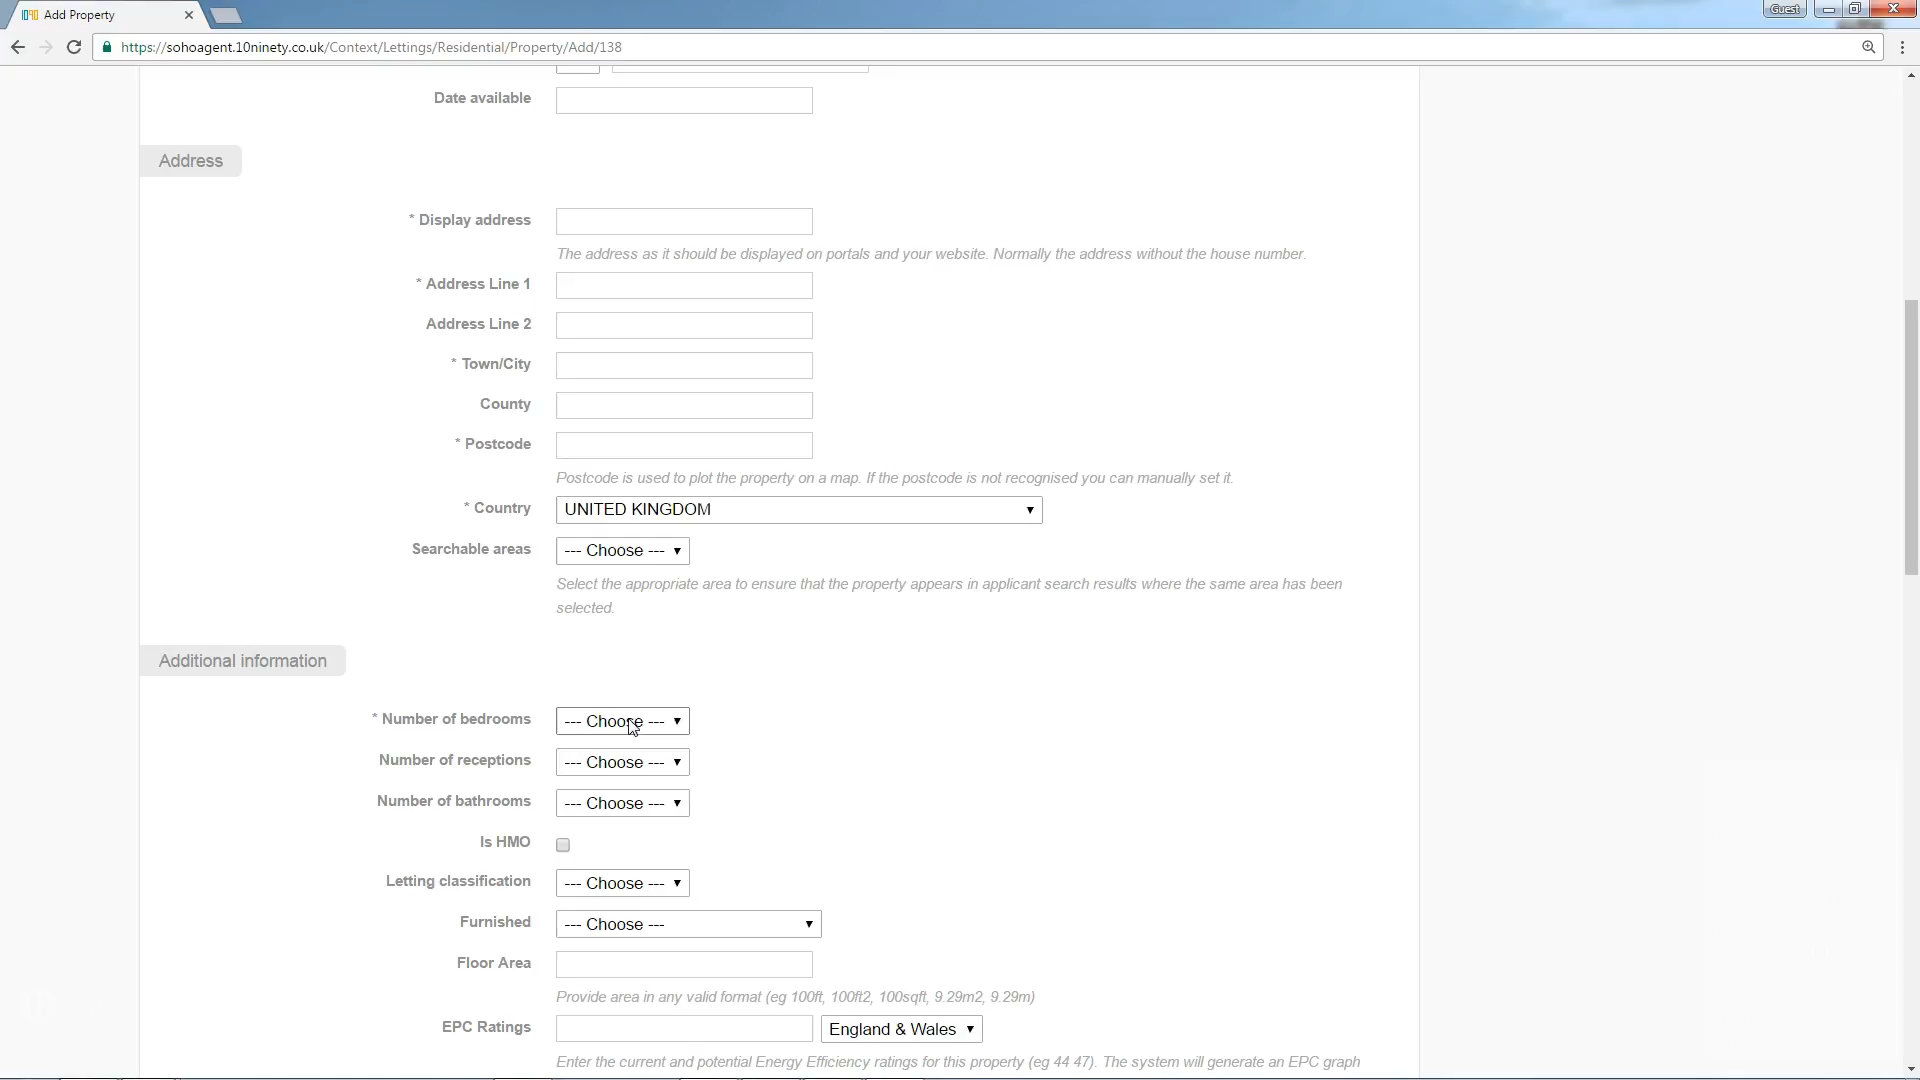 Add Property
Guest
https://sohoagent.10ninety.co.uk/Context/Lettings/Residential/Property/Add/138
Date available
Address
* Display address
The address as it should be displayed on portals and your website. Normally the address without the house number.
* Address Line 1
Address Line 2
* Town/City
County
* Postcode
Postcode is used to plot the property on a map. If the postcode is not recognised you can manually set it.
* Country UNITED KINGDOM
Searchable areas --- Choose ---
Select the appropriate area to ensure that the property appears in applicant search results where the same area has been
selected.
Additional information
* Number of bedrooms --- Choose ---
Number of receptions --- Choose ---
Number of bathrooms --- Choose ---
Is HMO
Letting classification --- Choose ---
Furnished --- Choose ---
Floor Area
Provide area in any valid format (eg 100ft, 100ft2, 100sqft, 9.29m2, 9.29m)
EPC Ratings England & Wales
Enter the current and potential Energy Efficiency ratings for this property (eg 44 47). The system will generate an EPC graph